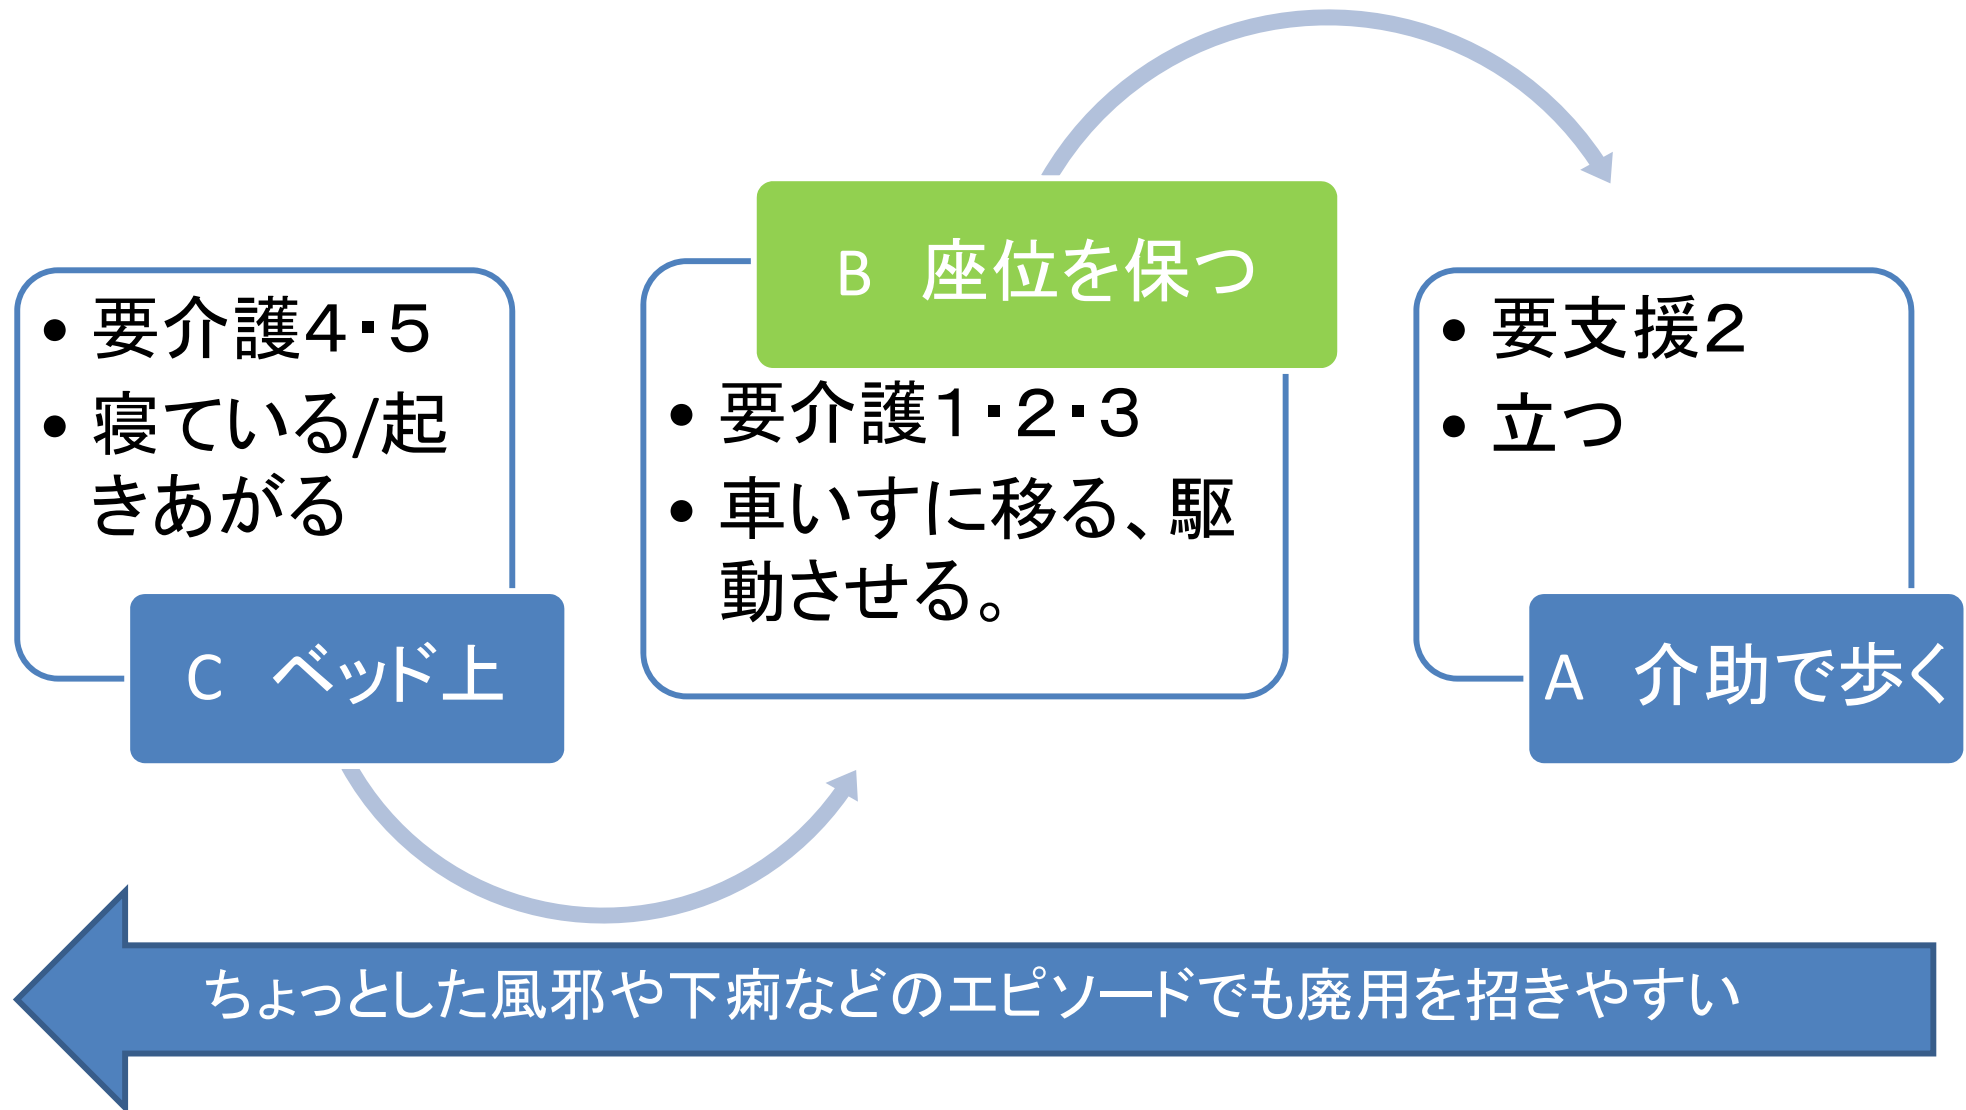 • 要介護4・5
• 寝ている/起
きあがる
C　ベッド上
B　座位を保つ
• 要介護1・2・3
• 車いすに移る、駆
動させる。
• 要支援2
• 立つ
A　介助で歩く
ちょっとした風邪や下痢などのエピソードでも廃用を招きやすい